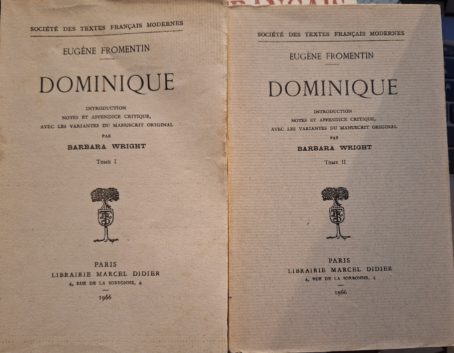 SOCIÉTÉ DES TEXTES FRANÇAIS MODERNES
EUGÈNE FROMENTIN
DOMINIQUE
INTRODUCTION
NOTES ET APPENDICE CRITIQUE,
AVEC LES VARIANTES DU MANUSCRIT ORIGINAL
PAR
BARBARA WRIGHT
Tome I
PARIS
LIBRAIRIE MARCEL DIDIER
4, RUE DE LA SORBONNE, 4
1966
SOCIÉTÉ DES TEXTES FRANÇAIS MODERNES
EUGÈNE FROMENTIN
DOMINIQUE
INTRODUCTION
NOTES ET APPENDICE CRITIQUE,
AVEC LES VARIANTES DU MANUSCRIT ORIGINAL
PAR
BARBARA WRIGHT
Tome II
PARIS
LIBRAIRIE MARCEL DIDIER
4, RUE DE LA SORBONNE, 4
1966